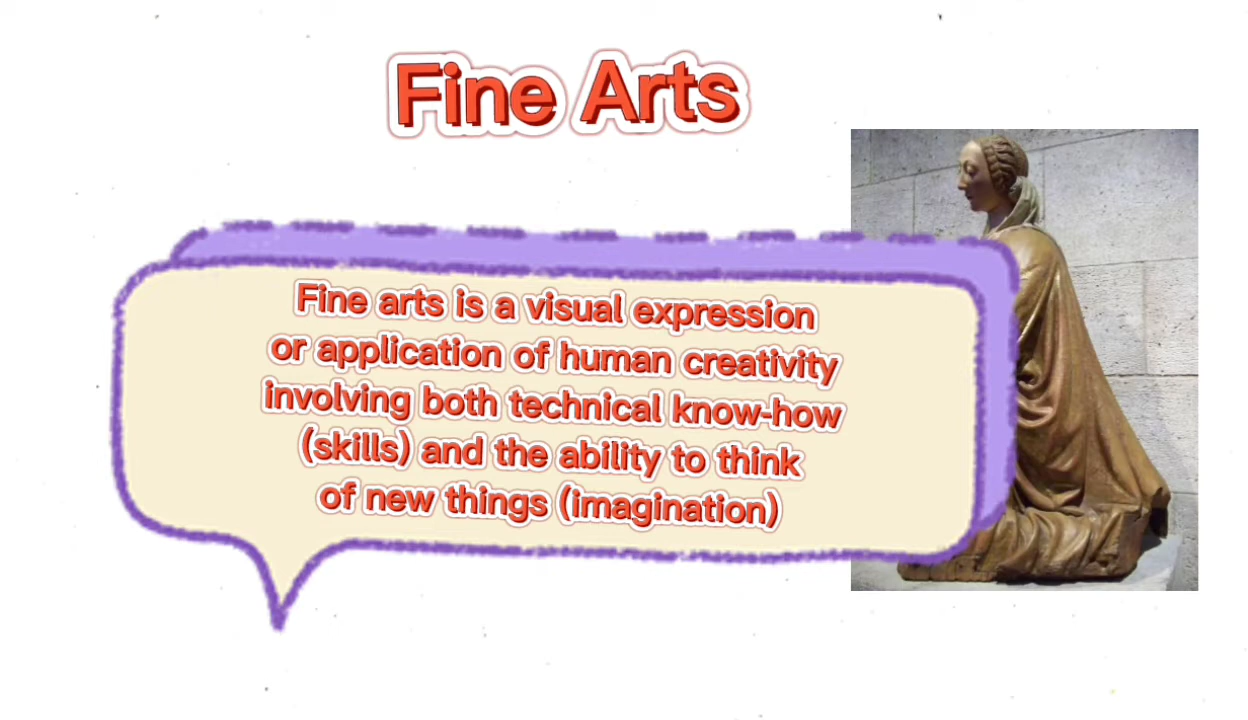 Fine Arts
Fine arts is a visual expression
or application of human creativity
involving both technical know-how
(skills) and the ability to think
of new things (imagination)